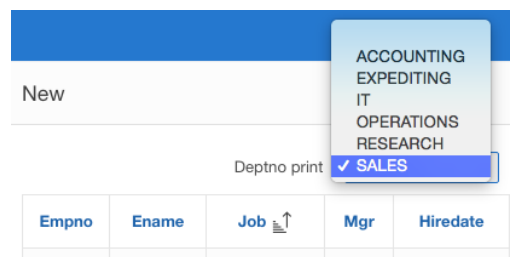 ACCOUNTING
EXPEDITING
New
IT
OPERATIONS
RESEARCH
Deptno print ✓ SALES
Empno Ename Job Mgr Hiredate